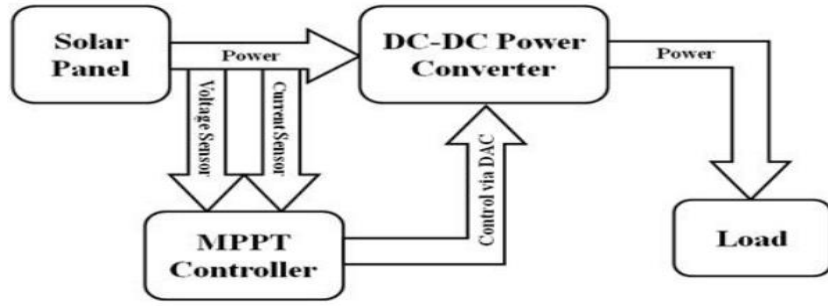 Solar
Panel
Power
DC-DC Power
Converter
Power
Voltage Sensor
Current Sensor
Control via DAC
MPPT
Controller
Load